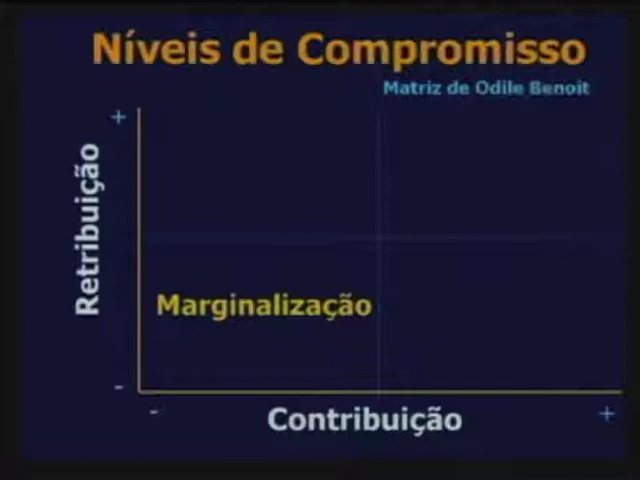 Níveis de Compromisso
Matriz de Odile Benoit
+
Retribuição
Marginalização
-
-
Contribuição
+